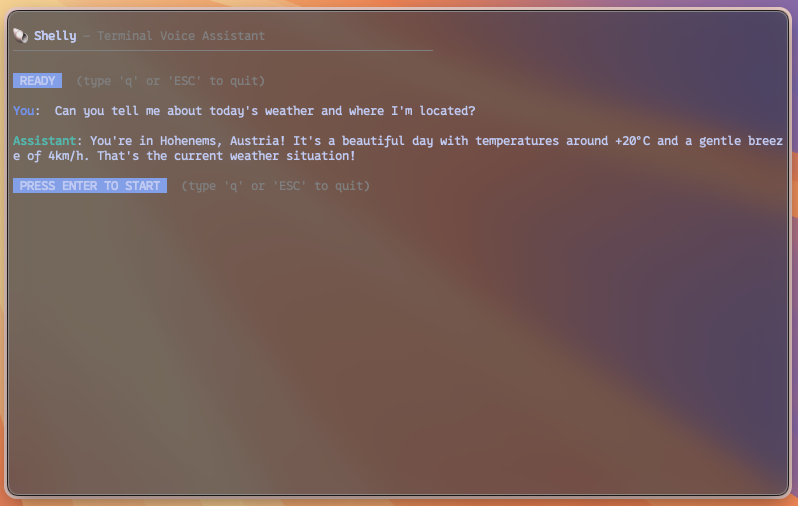 🐚 Shelly — Terminal Voice Assistant
READY (type 'q' or 'ESC' to quit)
You: Can you tell me about today's weather and where I'm located?
Assistant: You're in Hohenems, Austria! It's a beautiful day with temperatures around +20°C and a gentle breez
e of 4km/h. That's the current weather situation!
PRESS ENTER TO START (type 'q' or 'ESC' to quit)